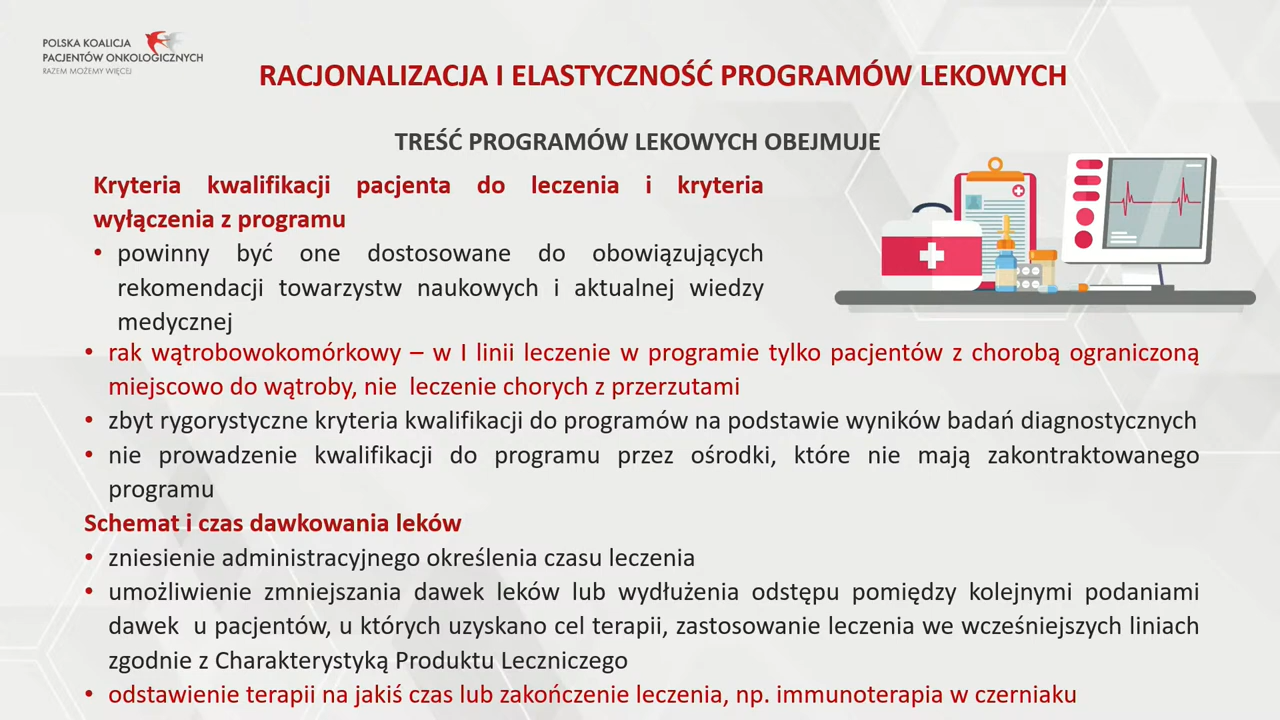 POLSKA KOALICJA
PACJENTÓW ONKOLOGICZNYCH
RAZEM MOŻEMY WIĘCEJ
RACJONALIZACJA I ELASTYCZNOŚĆ PROGRAMÓW LEKOWYCH
TREŚĆ PROGRAMÓW LEKOWYCH OBEJMUJE
Kryteria kwalifikacji pacjenta do leczenia i kryteria
wyłączenia z programu
• powinny być one dostosowane do obowiązujących
rekomendacji towarzystw naukowych i aktualnej wiedzy
medycznej
• rak wątrobowokomórkowy – w I linii leczenie w programie tylko pacjentów z chorobą ograniczoną
miejscowo do wątroby, nie leczenie chorych z przerzutami
• zbyt rygorystyczne kryteria kwalifikacji do programów na podstawie wyników badań diagnostycznych
• nie prowadzenie kwalifikacji do programu przez ośrodki, które nie mają zakontraktowanego
programu
Schemat i czas dawkowania leków
• zniesienie administracyjnego określenia czasu leczenia
• umożliwienie zmniejszania dawek leków lub wydłużenia odstępu pomiędzy kolejnymi podaniami
dawek u pacjentów, u których uzyskano cel terapii, zastosowanie leczenia we wcześniejszych liniach
zgodnie z Charakterystyką Produktu Leczniczego
• odstawienie terapii na jakiś czas lub zakończenie leczenia, np. immunoterapia w czerniaku